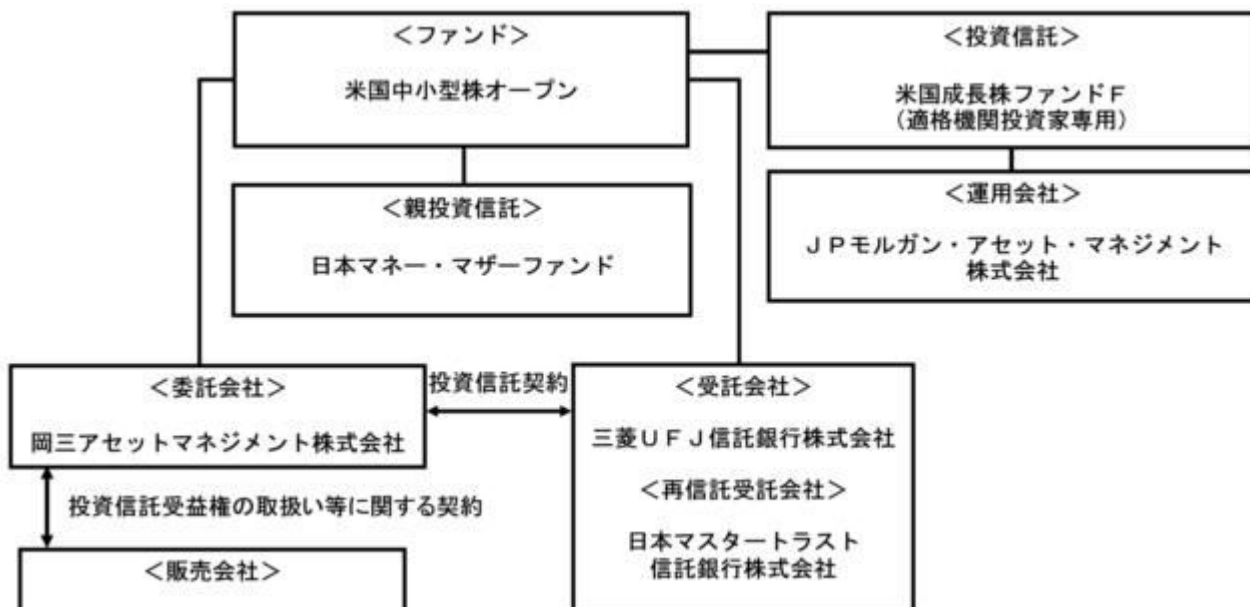 ＜ファンド＞
米国中小型株オープン
＜投資信託＞
米国成長株ファンドＦ
（適格機関投資家専用）
＜親投資信託＞
日本マネー・マザーファンド
＜運用会社＞
ＪＰモルガン・アセット・マネジメント
株式会社
＜委託会社＞
岡三アセットマネジメント株式会社
投資信託契約
＜受託会社＞
三菱ＵＦＪ信託銀行株式会社
＜再信託受託会社＞
日本マスタートラスト
信託銀行株式会社
投資信託受益権の取扱い等に関する契約
＜販売会社＞